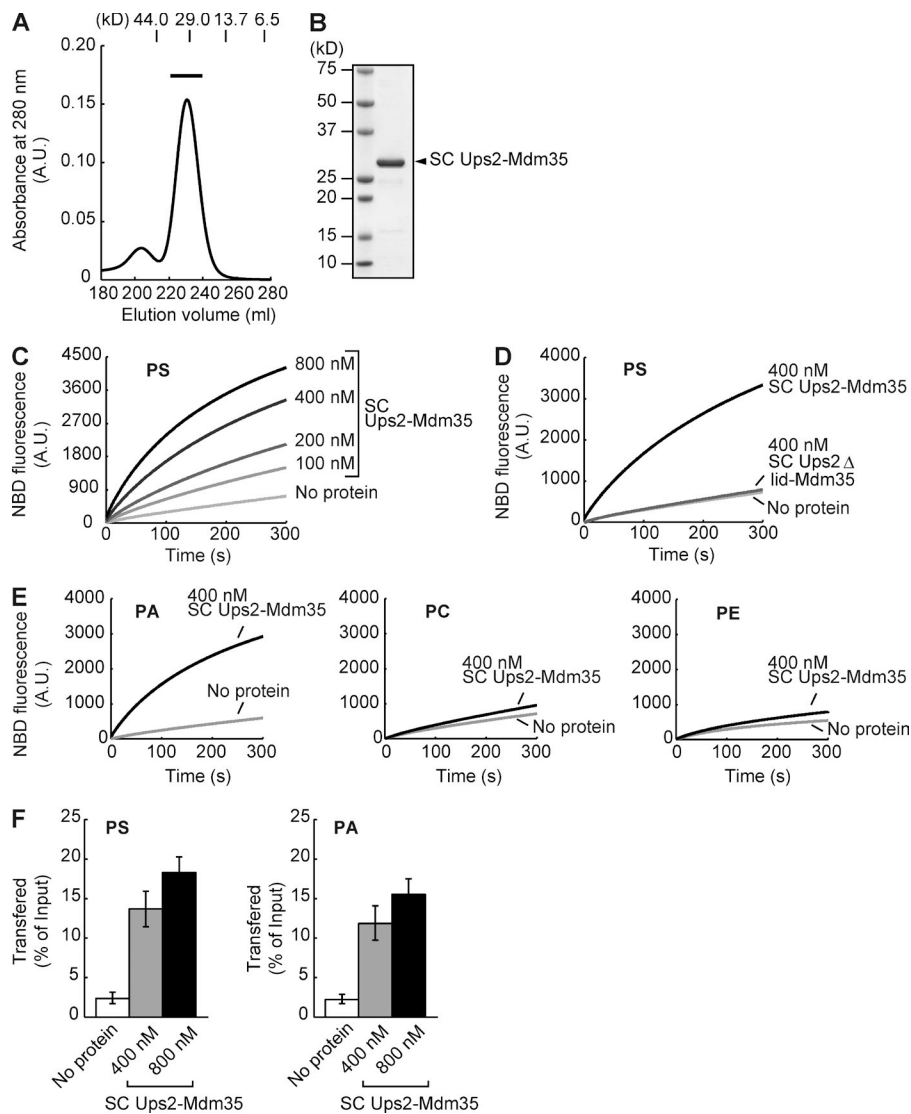 A
(kD) 44.0 29.0 13.7 6.5
0.20
0.15
0.10
0.05
0
Absorbance at 280 nm
(A.U.)
180 200 220 240 260 280
Elution volume (ml)
B
(kD)
75
50
37
25
20
15
10
SC Ups2-Mdm35
C
PS
4500
3600
2700
1800
900
0
NBD fluorescence
(A.U.)
800 nM
400 nM
200 nM
100 nM
SC
Ups2-Mdm35
No protein
0 100 200 300
Time (s)
D
PS
4000
3000
2000
1000
0
NBD fluorescence
(A.U.)
400 nM
SC Ups2-Mdm35
400 nM
SC Ups2Δ
lid-Mdm35
No protein
0 100 200 300
Time (s)
E
PA
4000
3000
2000
1000
0
NBD fluorescence
(A.U.)
400 nM
SC Ups2-Mdm35
No protein
0 100 200 300
Time (s)
PC
4000
3000
2000
1000
0
400 nM
SC Ups2-Mdm35
No protein
0 100 200 300
Time (s)
PE
4000
3000
2000
1000
0
400 nM
SC Ups2-Mdm35
No protein
0 100 200 300
Time (s)
F
PS
25
20
15
10
5
0
Transfered
(% of Input)
No protein
400 nM
800 nM
SC Ups2-Mdm35
PA
25
20
15
10
5
0
Transfered
(% of Input)
No protein
400 nM
800 nM
SC Ups2-Mdm35